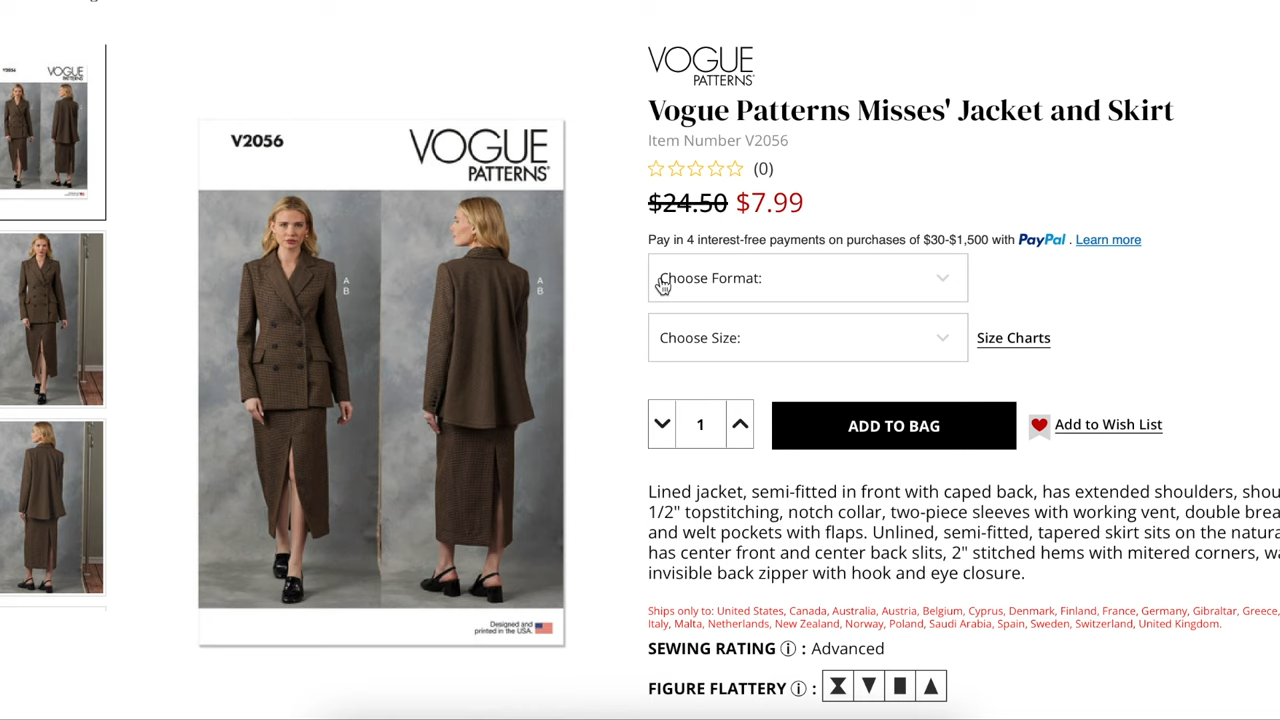 V2056
VOGUE
PATTERNS
V2056
VOGUE
PATTERNS
A
B
A
B
Designed and
printed in the USA.
VOGUE
PATTERNS
Vogue Patterns Misses' Jacket and Skirt
Item Number V2056
(0)
$24.50 $7.99
Pay in 4 interest-free payments on purchases of $30-$1,500 with PayPal . Learn more
Choose Format:
Choose Size:
Size Charts
1
ADD TO BAG
Add to Wish List
Lined jacket, semi-fitted in front with caped back, has extended shoulders, shou
1/2" topstitching, notch collar, two-piece sleeves with working vent, double brea
and welt pockets with flaps. Unlined, semi-fitted, tapered skirt sits on the natura
has center front and center back slits, 2" stitched hems with mitered corners, wa
invisible back zipper with hook and eye closure.
Ships only to: United States, Canada, Australia, Austria, Belgium, Cyprus, Denmark, Finland, France, Germany, Gibraltar, Greece,
Italy, Malta, Netherlands, New Zealand, Norway, Poland, Saudi Arabia, Spain, Sweden, Switzerland, United Kingdom.
SEWING RATING ⓘ : Advanced
FIGURE FLATTERY ⓘ :